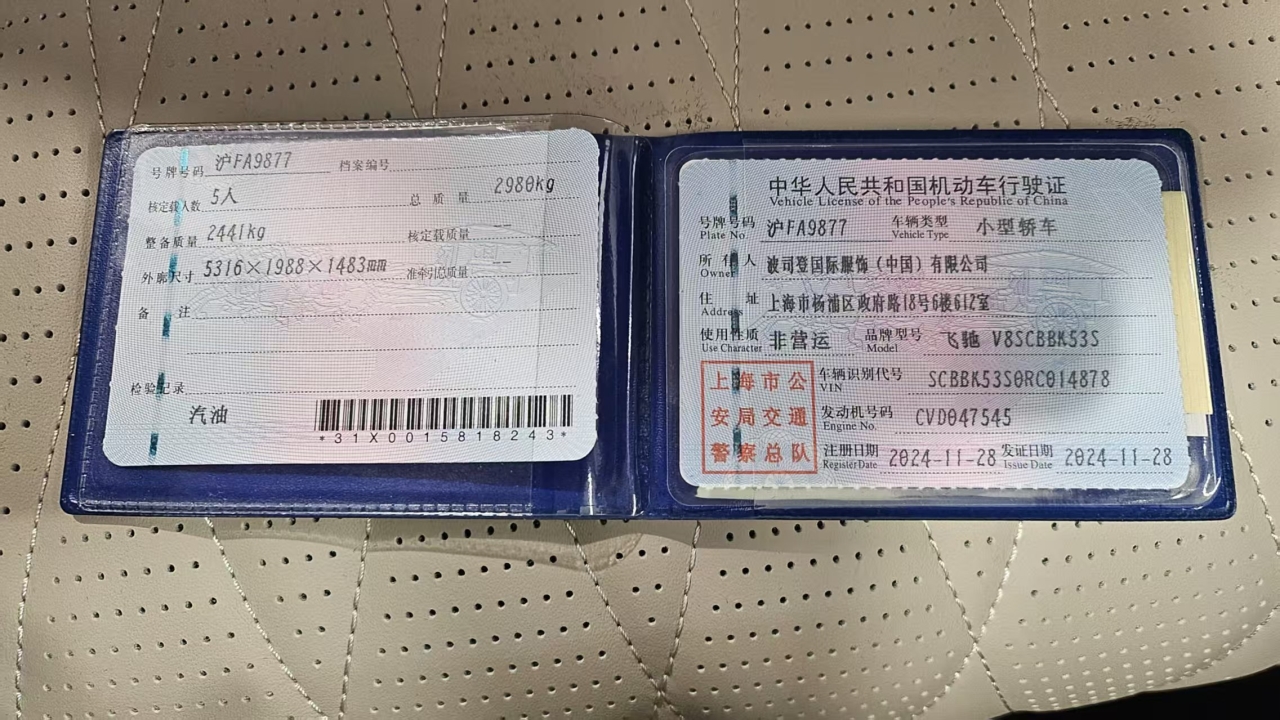 号牌号码 沪FA9877 档案编号
核定载人数 5人 总质量 2980kg
整备质量 2441kg 核定载质量 --
外廓尺寸 5316×1988×1483mm 准牵引总质量 --
备注
检验记录
汽油
*31X0015818243*
中华人民共和国机动车行驶证
Vehicle License of the People's Republic of China
号牌号码 沪FA9877 车辆类型 小型轿车
Plate No. Vehicle Type
所有人 波司登国际服饰（中国）有限公司
Owner
住址 上海市杨浦区政府路18号6楼612室
Address
使用性质 非营运 品牌型号 飞驰 V8SCBBK53S
Use Character Model
上海市公
安局交通
警察总队
车辆识别代号 SCBBK53S0RC014878
VIN
发动机号码 CVD047545
Engine No.
注册日期 2024-11-28 发证日期 2024-11-28
Register Date Issue Date